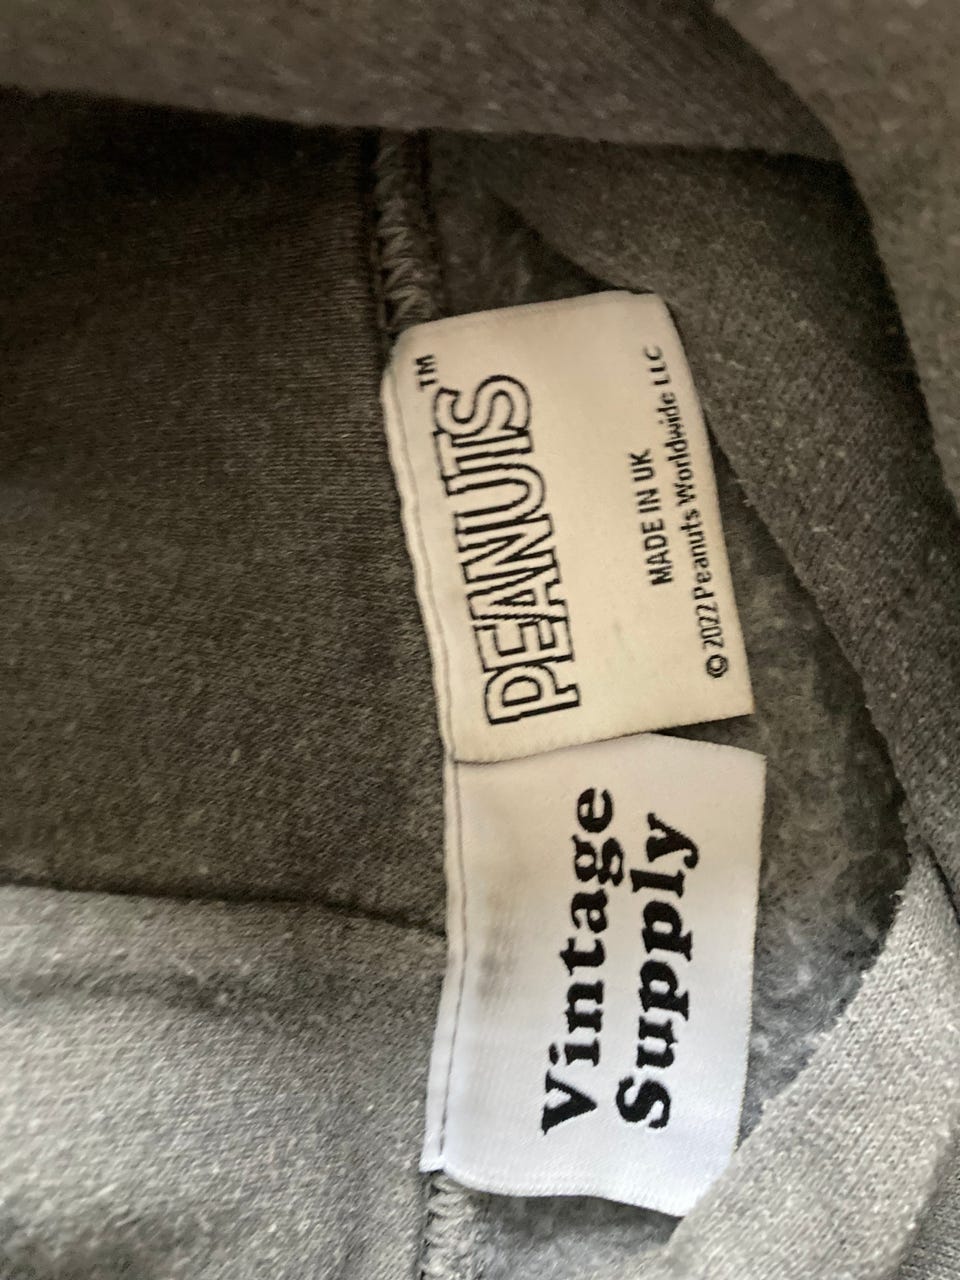 PEANUTS™
MADE IN UK
© 2022 Peanuts Worldwide LLC
Vintage
Supply